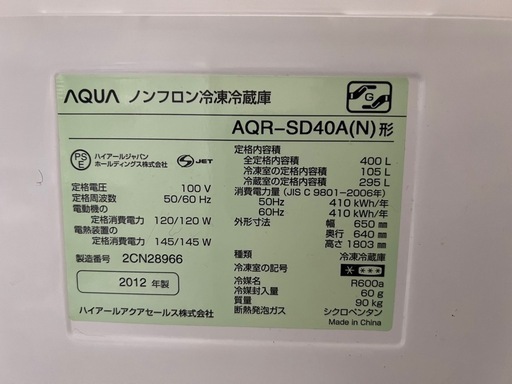 AQUA ノンフロン冷凍冷蔵庫
G
AQR-SD40A(N)形
PS
E
ハイアールジャパン
ホールディングス株式会社
S JET
定格電圧 100 V
定格周波数 50/60 Hz
電動機の
定格消費電力 120/120 W
電熱装置の
定格消費電力 145/145 W
製造番号 2CN28966
2012 年製
ハイアールアクアセールス株式会社
定格内容積
全定格内容積 400 L
冷凍室の定格内容積 105 L
冷蔵室の定格内容積 295 L
消費電力量 (JIS C 9801-2006年)
50Hz 410 kWh/年
60Hz 410 kWh/年
外形寸法 幅 650 ㎜
奥行 640 ㎜
高さ 1803 ㎜
種類 冷凍冷蔵庫
冷凍室の記号 * ***
冷媒名 R600a
冷媒封入量 60 g
質量 90 kg
断熱発泡ガス シクロペンタン
Made in China